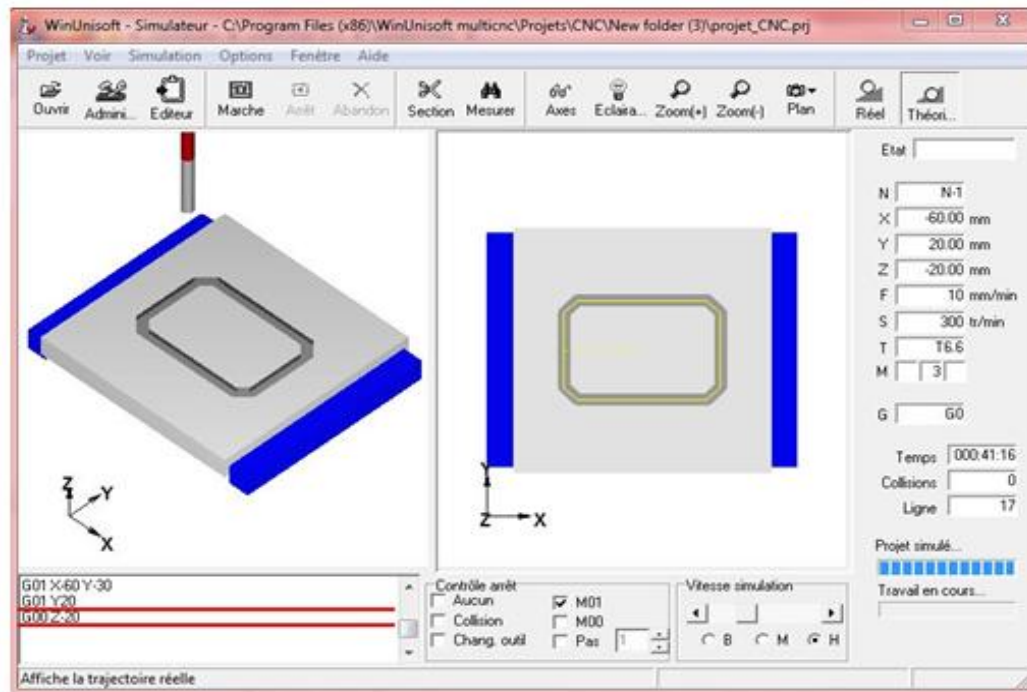 WinUnisoft - Simulateur - C:\Program Files (x86)\WinUnisoft multicnc\Projets\CNC\New folder (3)\projet_CNC.prj
Projet Voir Simulation Options Fenêtre Aide
Ouvrir Admini... Editeur Marche Arrêt Abandon Section Mesurer Axes Eclaira... Zoom(+) Zoom(-) Plan Réel Théori...
Etat
N N-1
X -60.00 mm
Y 20.00 mm
Z -20.00 mm
F 10 mm/min
S 300 tr/min
T T6.6
M 3
G G0
Temps 000:41:16
Collisions 0
Ligne 17
Projet simulé...
Travail en cours...
Z Y X
Y Z X
G01 X-60 Y-30
G01 Y20
G00 Z-20
Contrôle arrêt
Aucun M01
Collision M00
Chang. outil Pas 1
Vitesse simulation
B M H
Affiche la trajectoire réelle